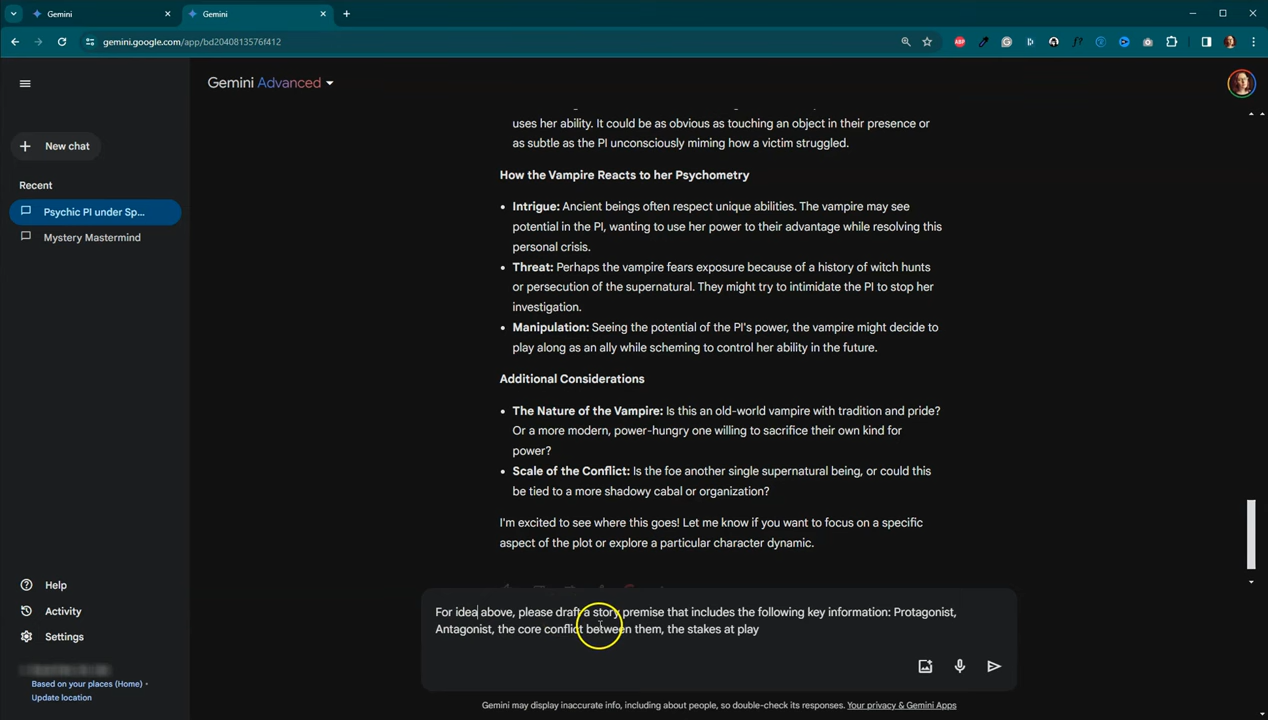 Gemini
Gemini
gemini.google.com/app/bd2040813576f412
Gemini Advanced
New chat
Recent
Psychic PI under Sp...
Mystery Mastermind
uses her ability. It could be as obvious as touching an object in their presence or
as subtle as the PI unconsciously miming how a victim struggled.
How the Vampire Reacts to her Psychometry
• Intrigue: Ancient beings often respect unique abilities. The vampire may see
potential in the PI, wanting to use her power to their advantage while resolving this
personal crisis.
• Threat: Perhaps the vampire fears exposure because of a history of witch hunts
or persecution of the supernatural. They might try to intimidate the PI to stop her
investigation.
• Manipulation: Seeing the potential of the PI's power, the vampire might decide to
play along as an ally while scheming to control her ability in the future.
Additional Considerations
• The Nature of the Vampire: Is this an old-world vampire with tradition and pride?
Or a more modern, power-hungry one willing to sacrifice their own kind for
power?
• Scale of the Conflict: Is the foe another single supernatural being, or could this
be tied to a more shadowy cabal or organization?
I'm excited to see where this goes! Let me know if you want to focus on a specific
aspect of the plot or explore a particular character dynamic.
For idea above, please draft a story premise that includes the following key information: Protagonist,
Antagonist, the core conflict between them, the stakes at play
Help
Activity
Settings
Based on your places (Home) •
Update location
Gemini may display inaccurate info, including about people, so double-check its responses. Your privacy & Gemini Apps